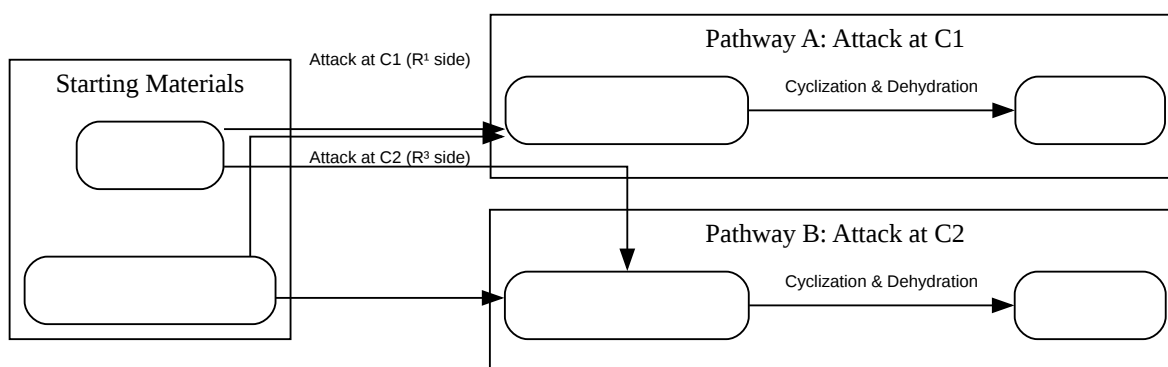 Pathway A: Attack at C1
Attack at C1 (R¹ side)
Starting Materials
Cyclization & Dehydration
Attack at C2 (R³ side)
Pathway B: Attack at C2
Cyclization & Dehydration